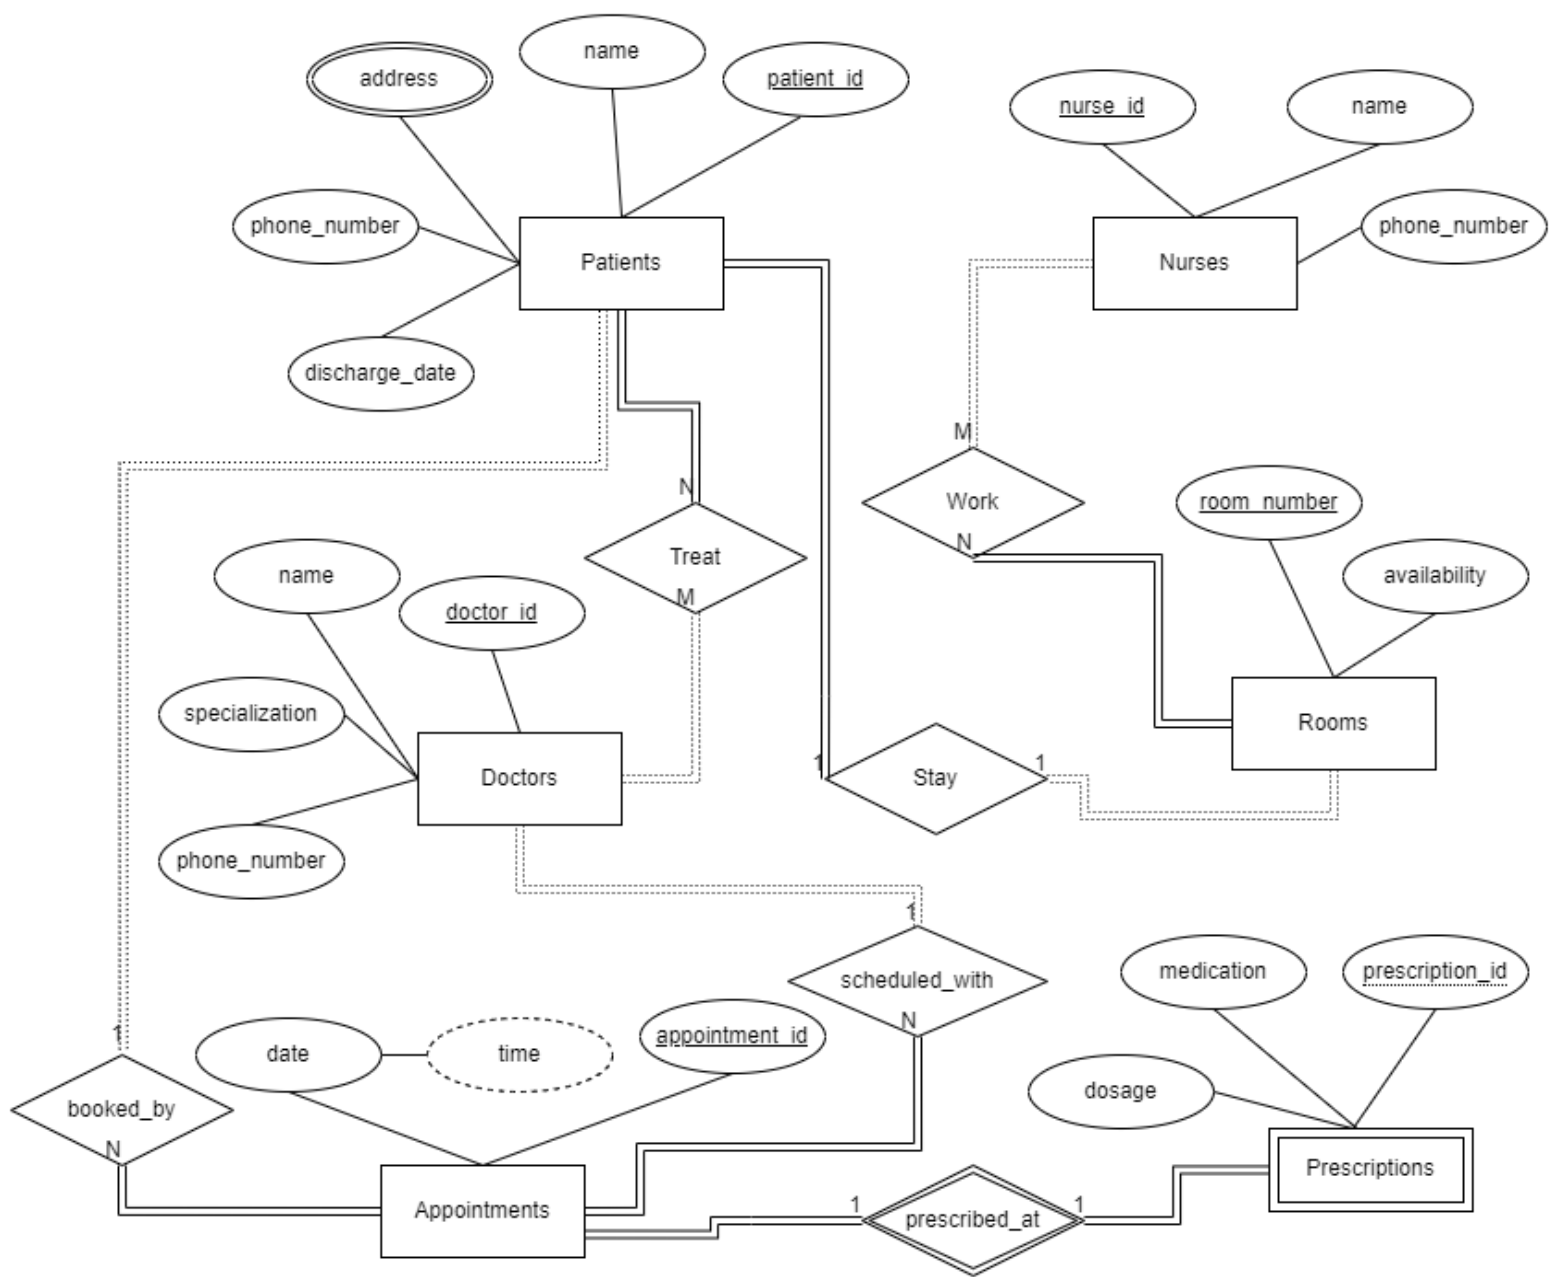 name
address
patient_id
nurse_id
name
phone_number
Patients
Nurses
phone_number
discharge_date
M
N
Work
room_number
N
Treat
name
availability
M
doctor_id
specialization
Rooms
1
1
Doctors
Stay
phone_number
1
medication
prescription_id
scheduled_with
N
1
date
time
appointment_id
dosage
booked_by
N
Prescriptions
1
1
Appointments
prescribed_at